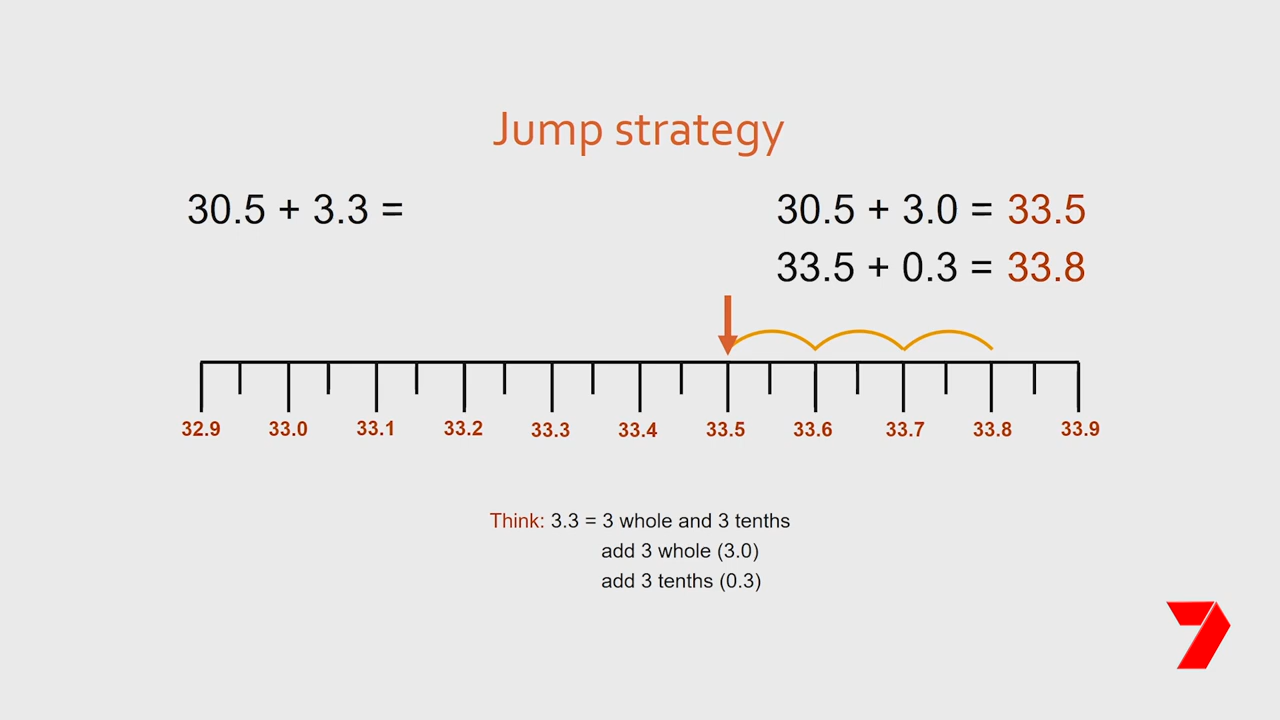 Jump strategy
30.5 + 3.3 =
30.5 + 3.0 = 33.5
33.5 + 0.3 = 33.8
32.9 33.0 33.1 33.2 33.3 33.4 33.5 33.6 33.7 33.8 33.9
Think: 3.3 = 3 whole and 3 tenths
add 3 whole (3.0)
add 3 tenths (0.3)
7